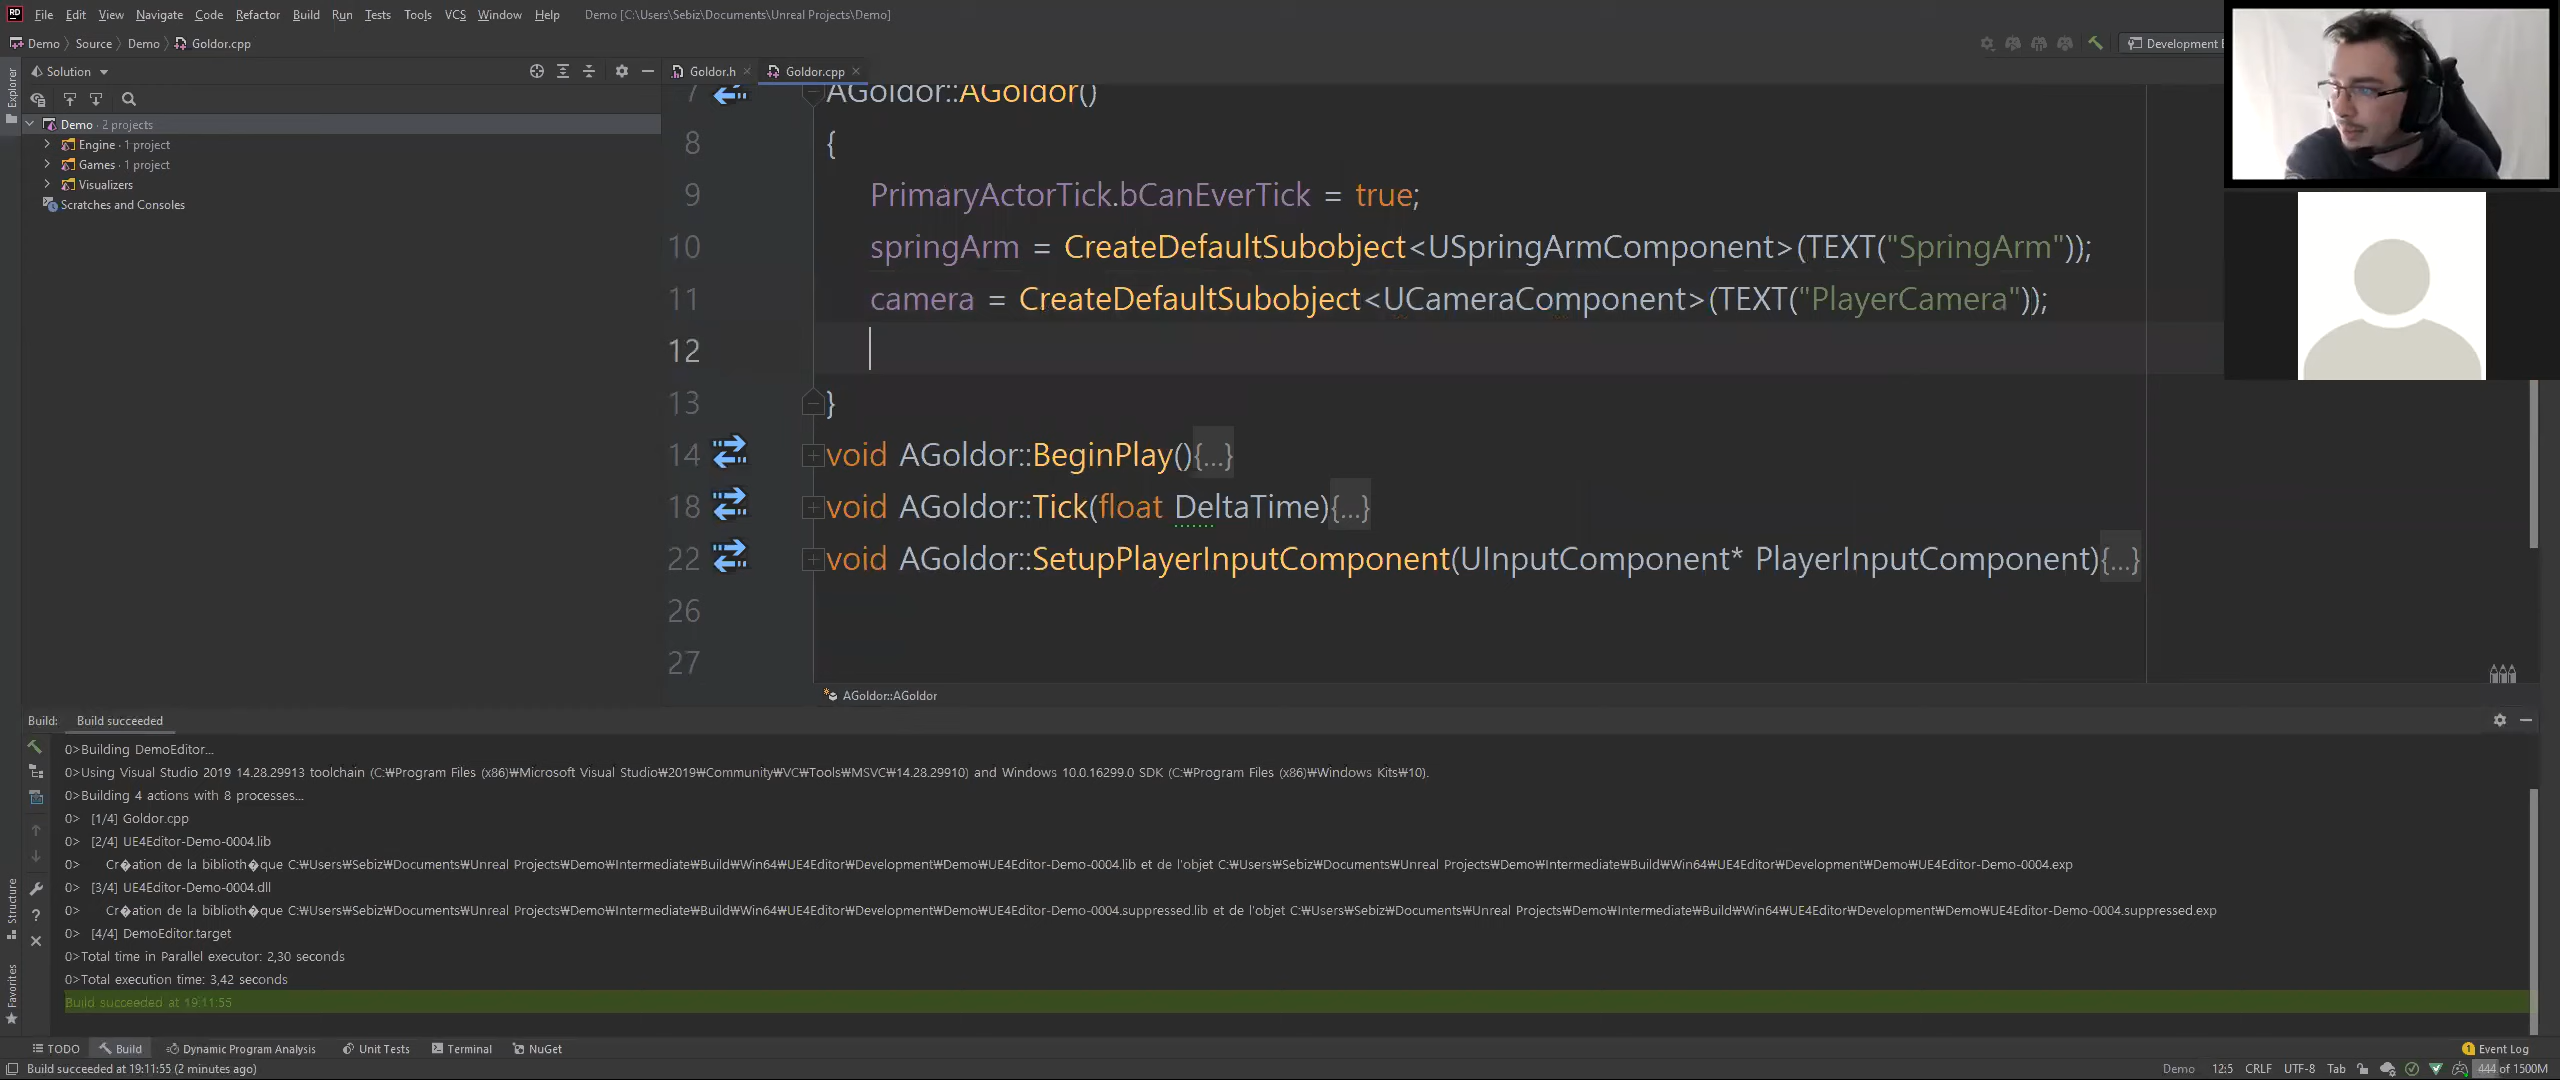 File Edit View Navigate Code Refactor Build Run Tests Tools VCS Window Help Demo [C:\Users\Sebiz\Documents\Unreal Projects\Demo]
Demo Source Demo Goldor.cpp
Development
Explorer
Solution
Goldor.h Goldor.cpp
Demo · 2 projects
Engine · 1 project
Games · 1 project
Visualizers
Scratches and Consoles
7 AGoldor::AGoldor()
8 {
9 PrimaryActorTick.bCanEverTick = true;
10 springArm = CreateDefaultSubobject<USpringArmComponent>(TEXT("SpringArm"));
11 camera = CreateDefaultSubobject<UCameraComponent>(TEXT("PlayerCamera"));
12
13 }
14 void AGoldor::BeginPlay(){...}
18 void AGoldor::Tick(float DeltaTime){...}
22 void AGoldor::SetupPlayerInputComponent(UInputComponent* PlayerInputComponent){...}
26
27
AGoldor::AGoldor
Build: Build succeeded
0>Building DemoEditor...
0>Using Visual Studio 2019 14.28.29913 toolchain (C:₩Program Files (x86)₩Microsoft Visual Studio₩2019₩Community₩VC₩Tools₩MSVC₩14.28.29910) and Windows 10.0.16299.0 SDK (C:₩Program Files (x86)₩Windows Kits₩10).
0>Building 4 actions with 8 processes...
0> [1/4] Goldor.cpp
0> [2/4] UE4Editor-Demo-0004.lib
0> Cr�ation de la biblioth�que C:₩Users₩Sebiz₩Documents₩Unreal Projects₩Demo₩Intermediate₩Build₩Win64₩UE4Editor₩Development₩Demo₩UE4Editor-Demo-0004.lib et de l'objet C:₩Users₩Sebiz₩Documents₩Unreal Projects₩Demo₩Intermediate₩Build₩Win64₩UE4Editor₩Development₩Demo₩UE4Editor-Demo-0004.exp
0> [3/4] UE4Editor-Demo-0004.dll
0> Cr�ation de la biblioth�que C:₩Users₩Sebiz₩Documents₩Unreal Projects₩Demo₩Intermediate₩Build₩Win64₩UE4Editor₩Development₩Demo₩UE4Editor-Demo-0004.suppressed.lib et de l'objet C:₩Users₩Sebiz₩Documents₩Unreal Projects₩Demo₩Intermediate₩Build₩Win64₩UE4Editor₩Development₩Demo₩UE4Editor-Demo-0004.suppressed.exp
0> [4/4] DemoEditor.target
0>Total time in Parallel executor: 2,30 seconds
0>Total execution time: 3,42 seconds
Build succeeded at 19:11:55
Structure
Favorites
TODO Build Dynamic Program Analysis Unit Tests Terminal NuGet
1 Event Log
Build succeeded at 19:11:55 (2 minutes ago)
Demo 12:5 CRLF UTF-8 Tab 444 of 1500M